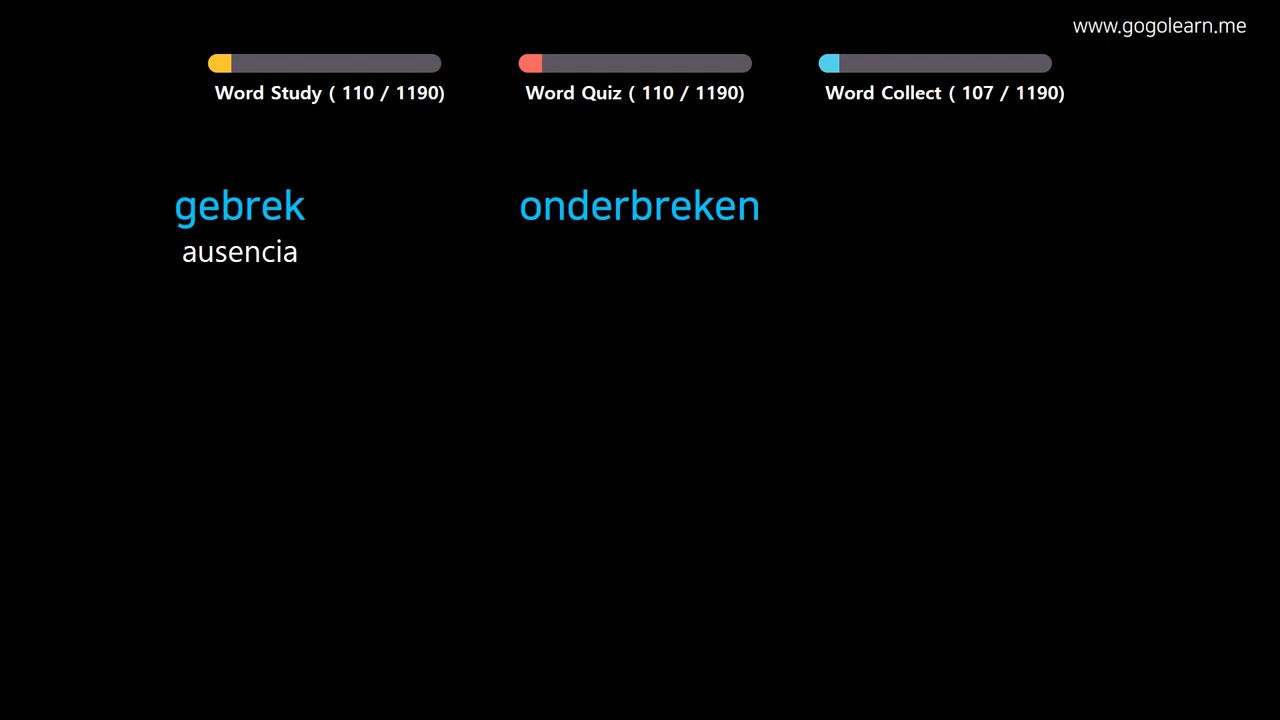 www.gogolearn.me
Word Study ( 110 / 1190)
Word Quiz ( 110 / 1190)
Word Collect ( 107 / 1190)
gebrek
onderbreken
ausencia